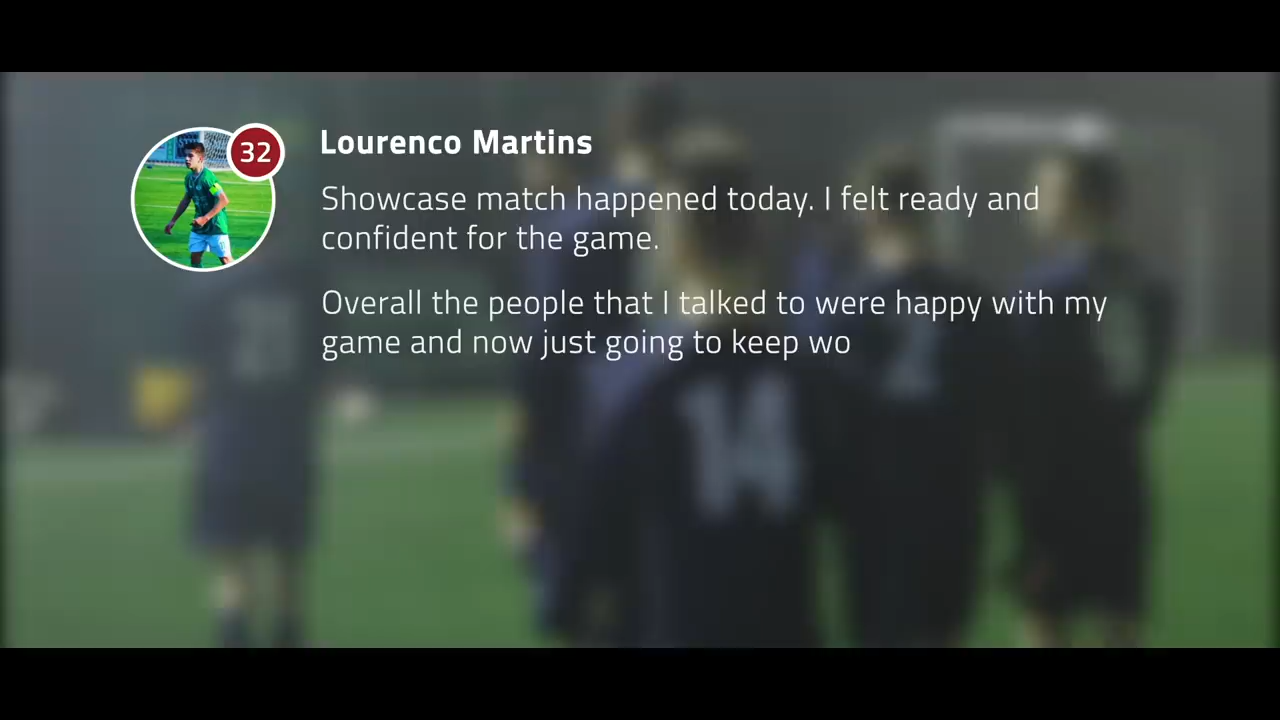 32
Lourenco Martins
Showcase match happened today. I felt ready and
confident for the game.
Overall the people that I talked to were happy with my
game and now just going to keep wo
14